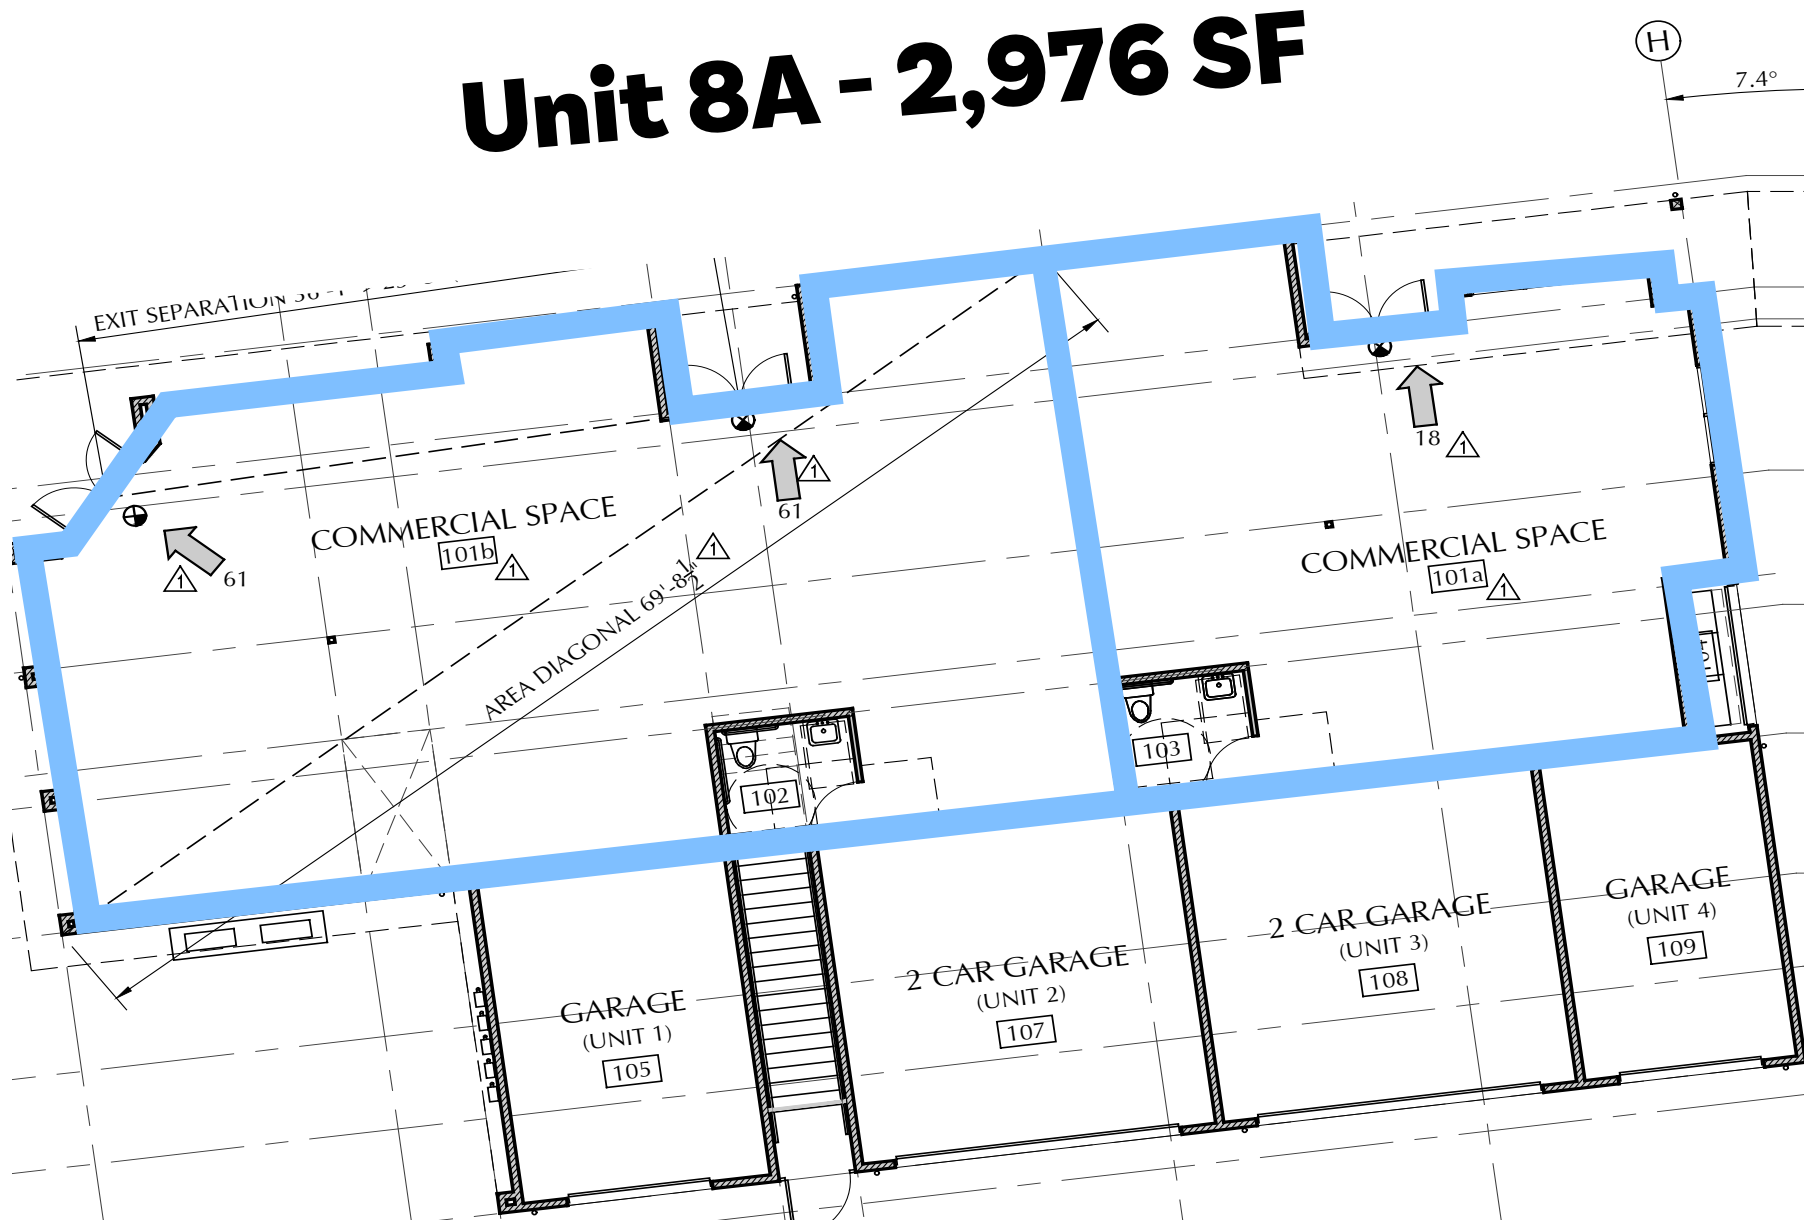 Unit 8A - 2,976 SF
H
7.4°
EXIT SEPARATION
COMMERCIAL SPACE
101b
1
61
1
1
61
AREA DIAGONAL 69'-8½"
1
18
1
COMMERCIAL SPACE
101a
1
102
103
GARAGE
(UNIT 1)
105
2 CAR GARAGE
(UNIT 2)
107
2 CAR GARAGE
(UNIT 3)
108
GARAGE
(UNIT 4)
109